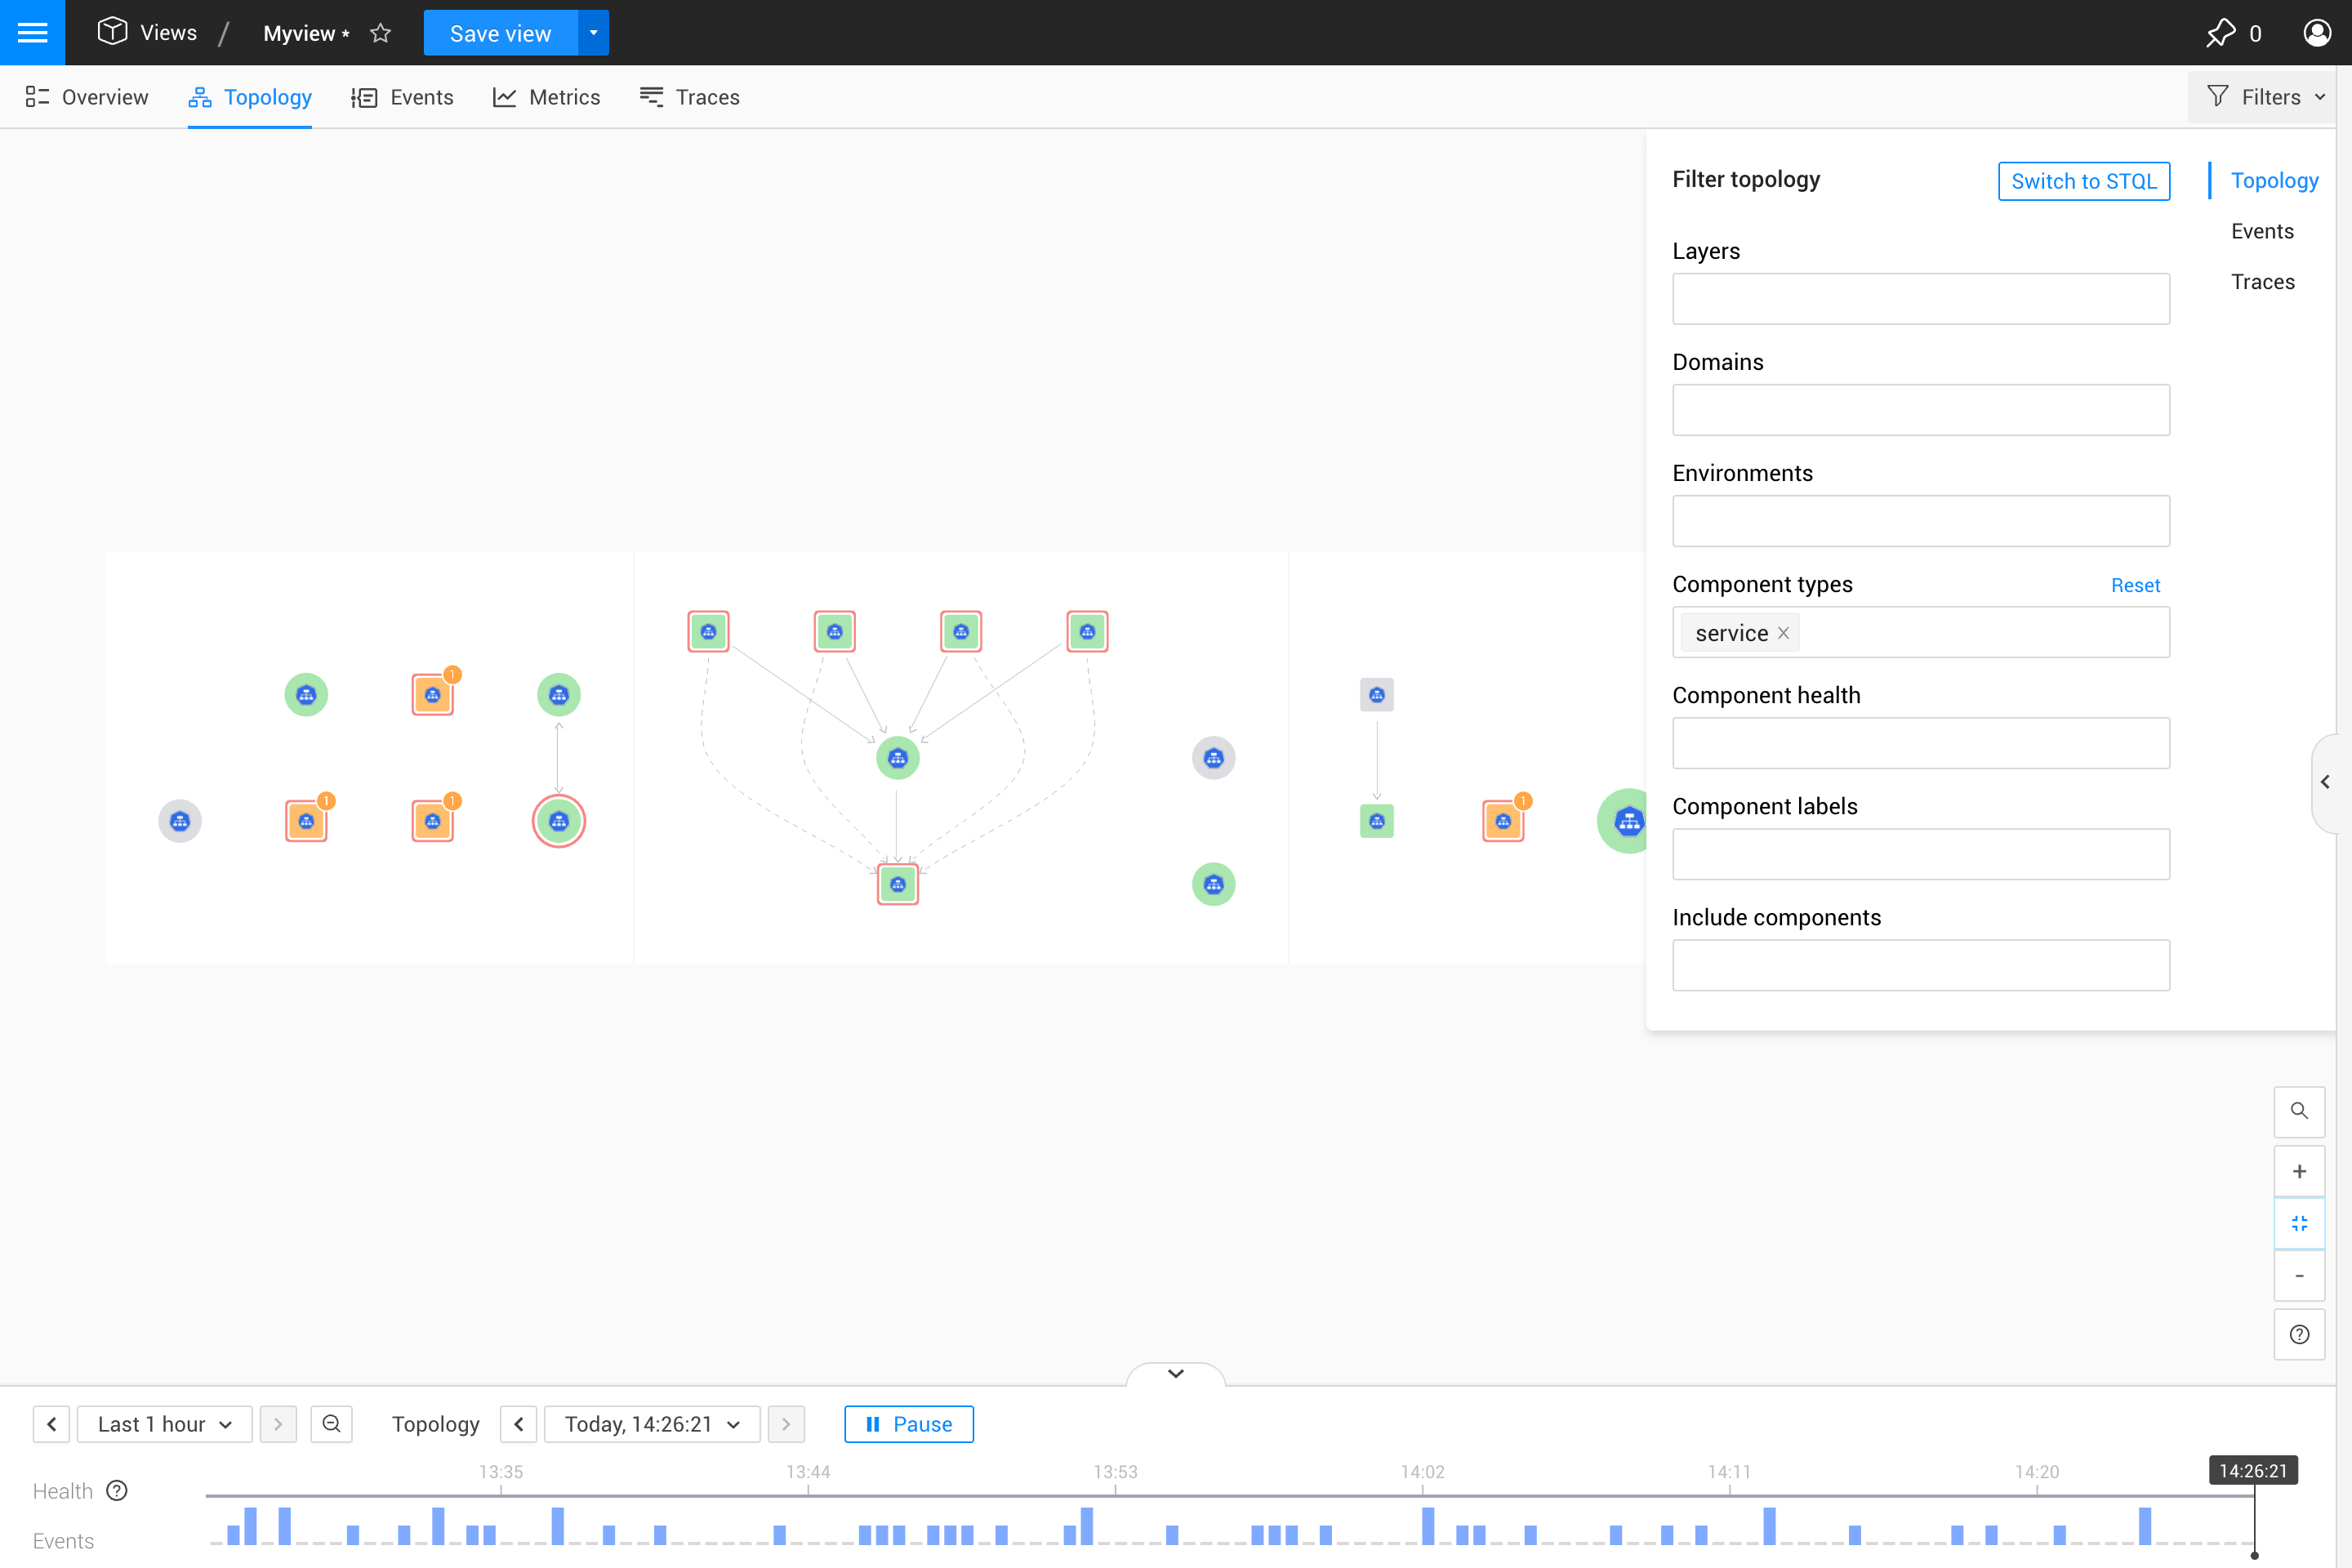 Views / Myview * Save view 0
Overview Topology Events Metrics Traces Filters
Filter topology Switch to STQL
Topology
Events
Traces
Layers
Domains
Environments
Component types Reset
service
Component health
Component labels
Include components
1
1
1
1
+
-
?
Last 1 hour Topology Today, 14:26:21 Pause
13:35 13:44 13:53 14:02 14:11 14:20 14:26:21
Health ?
Events